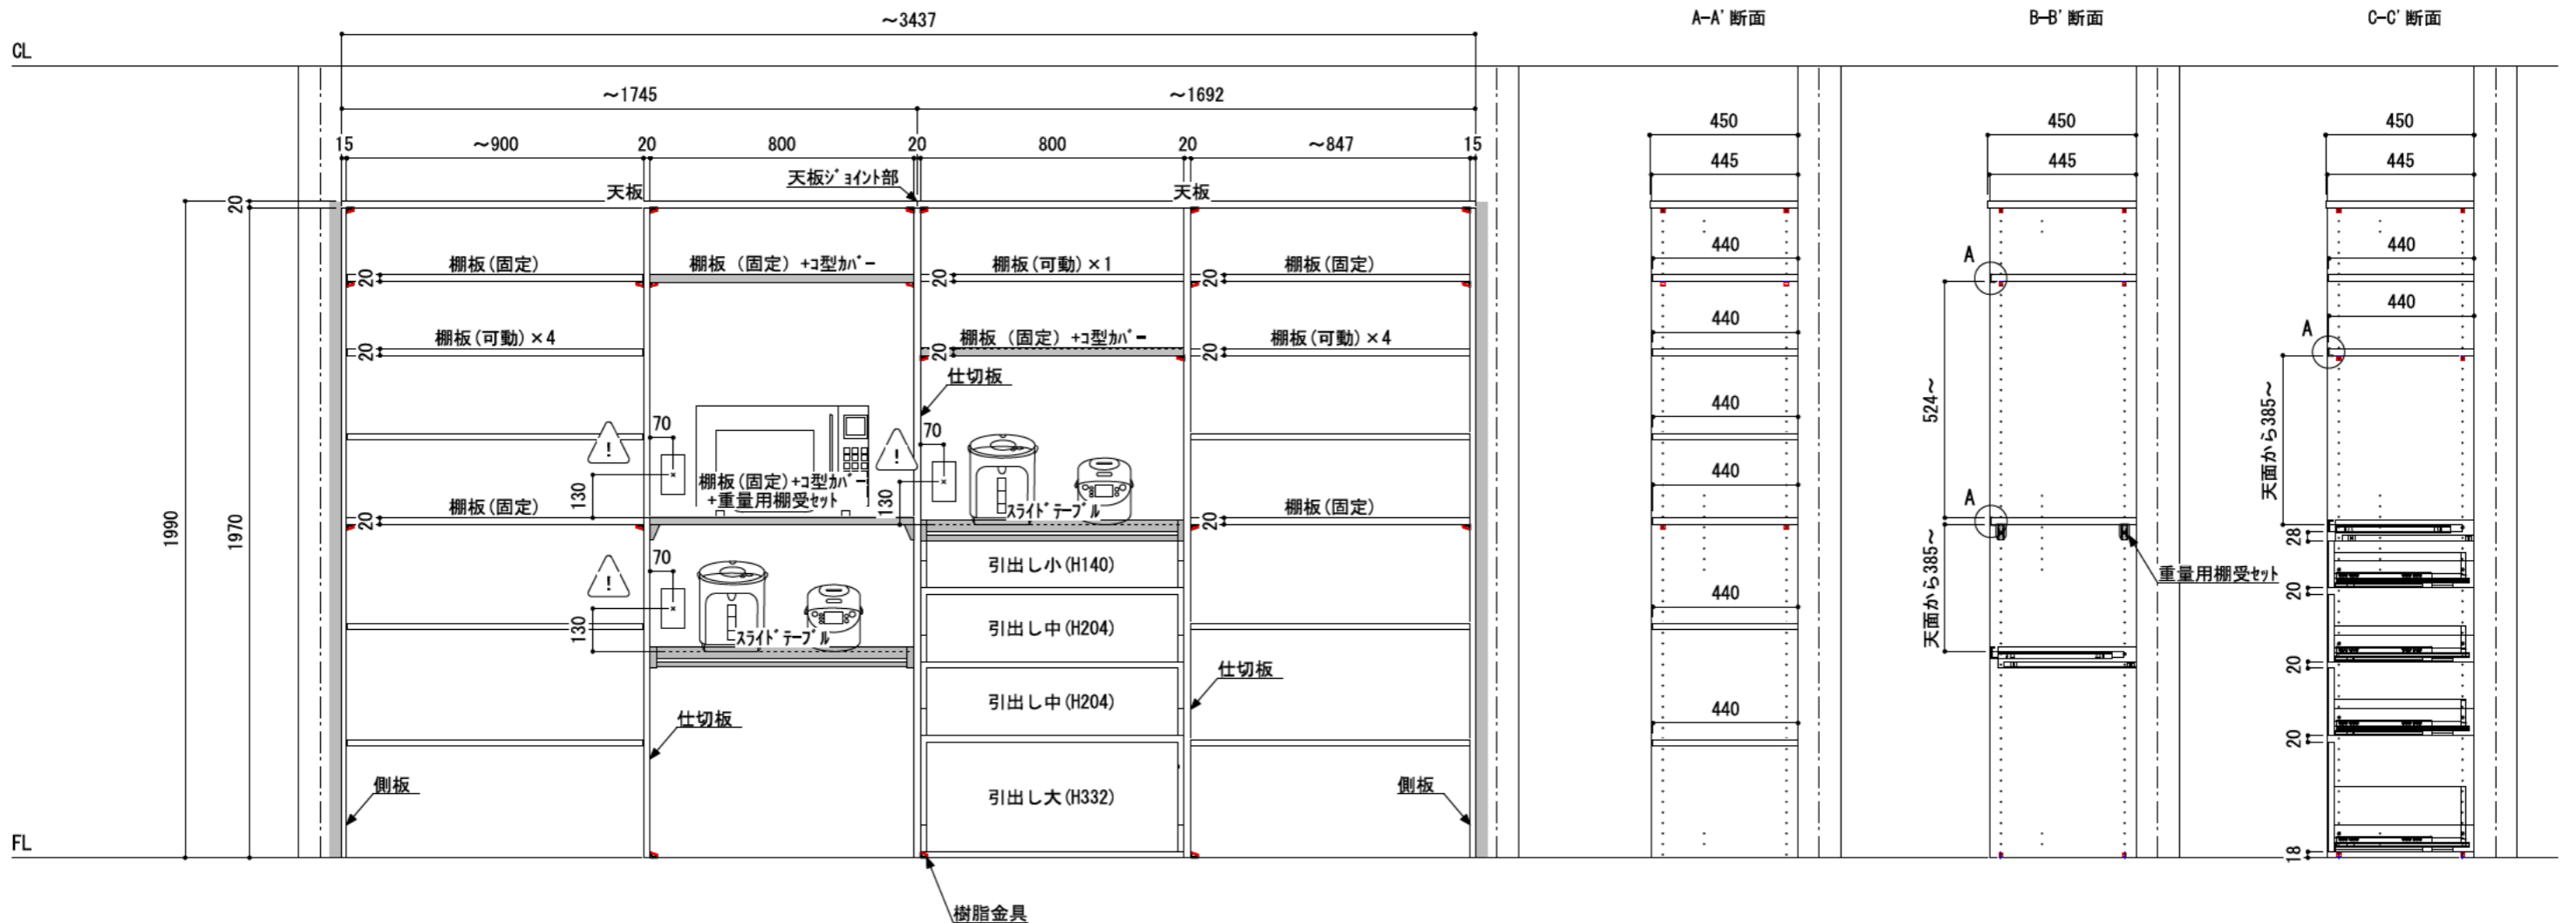 ～3437
A-A' 断面
B-B' 断面
C-C' 断面
CL
～1745
～1692
450
450
450
15
～900
20
800
20
800
20
～847
15
445
445
445
天板ｼﾞｮｲﾝﾄ部
天板
天板
20
棚板(固定)
棚板（固定）+ｺ型ｶﾊﾞｰ
棚板(可動)×1
棚板(固定)
440
440
A
20
20
20
棚板(可動)×4
棚板（固定）+ｺ型ｶﾊﾞｰ
棚板(可動)×4
440
440
A
20
20
20
仕切板
70
70
440
524～
天面から385～
!
!
棚板(固定)+ｺ型ｶﾊﾞｰ
+重量用棚受ｾｯﾄ
130
130
440
棚板(固定)
ｽﾗｲﾄﾞﾃｰﾌﾞﾙ
棚板(固定)
A
20
20
1990
1970
28
引出し小(H140)
70
!
重量用棚受ｾｯﾄ
天面から385～
20
440
130
ｽﾗｲﾄﾞﾃｰﾌﾞﾙ
引出し中(H204)
20
仕切板
引出し中(H204)
仕切板
440
20
側板
引出し大(H332)
側板
FL
18
樹脂金具